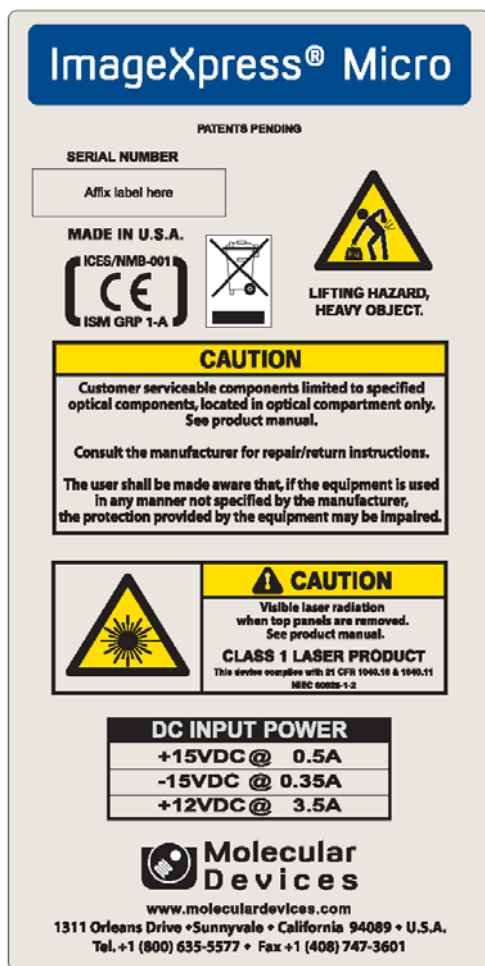 ImageXpress® Micro
PATENTS PENDING
SERIAL NUMBER
Affix label here
MADE IN U.S.A.
ICES/NMB-001
CE
ISM GRP 1-A
KG
LIFTING HAZARD,
HEAVY OBJECT.
CAUTION
Customer serviceable components limited to specified
optical components, located in optical compartment only.
See product manual.
Consult the manufacturer for repair/return instructions.
The user shall be made aware that, if the equipment is used
in any manner not specified by the manufacturer,
the protection provided by the equipment may be impaired.
CAUTION
Visible laser radiation
when top panels are removed.
See product manual.
CLASS 1 LASER PRODUCT
This device complies with 21 CFR 1040.10 & 1040.11
60825-1-2
DC INPUT POWER
+15VDC@ 0.5A
-15VDC@ 0.35A
+12VDC@ 3.5A
Molecular
Devices
www.moleculardevices.com
1311 Orleans Drive •Sunnyvale • California 94089 • U.S.A.
Tel. +1 (800) 635-5577 • Fax +1 (408) 747-3601